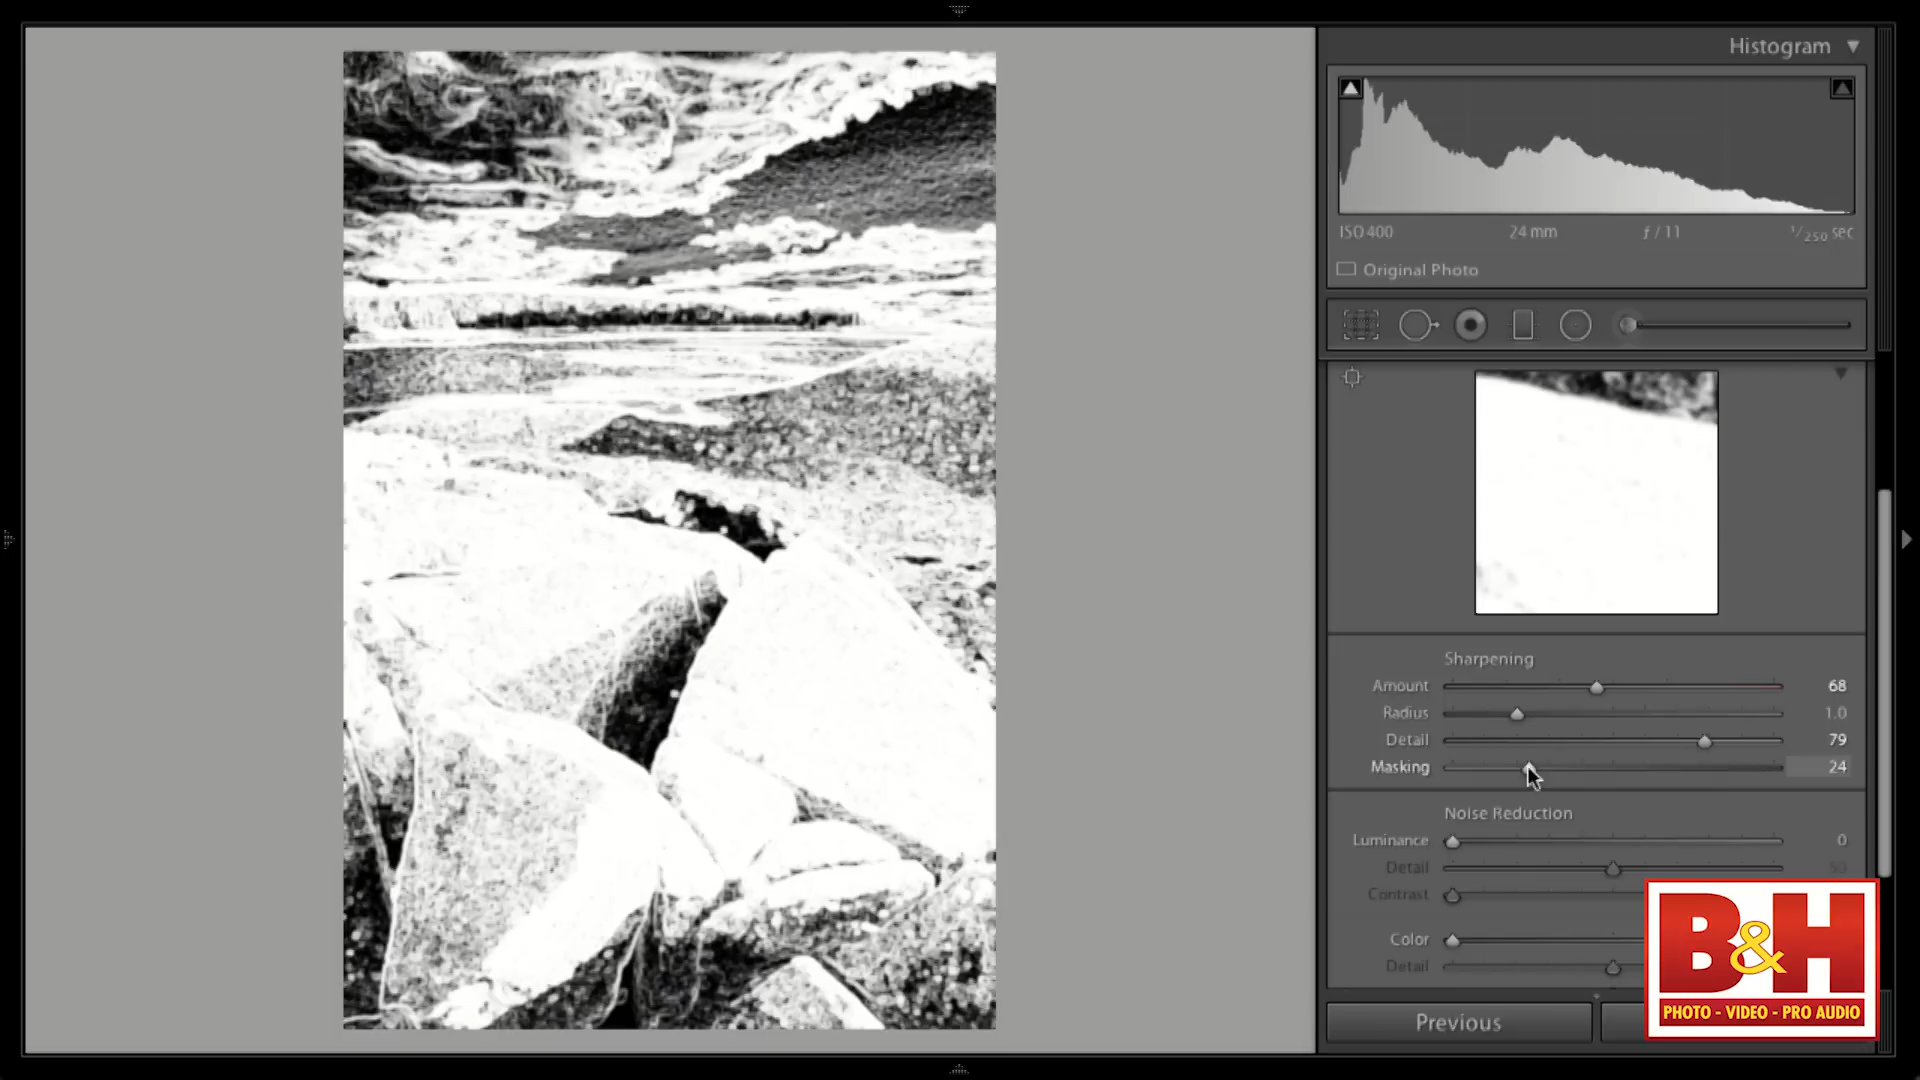 Histogram
ISO 400 24 mm ƒ / 11 1/250 sec
Original Photo
Sharpening
Amount 68
Radius 1.0
Detail 79
Masking 24
Noise Reduction
Luminance 0
Detail 50
Contrast
Color
Detail
Previous
B&H
PHOTO - VIDEO - PRO AUDIO